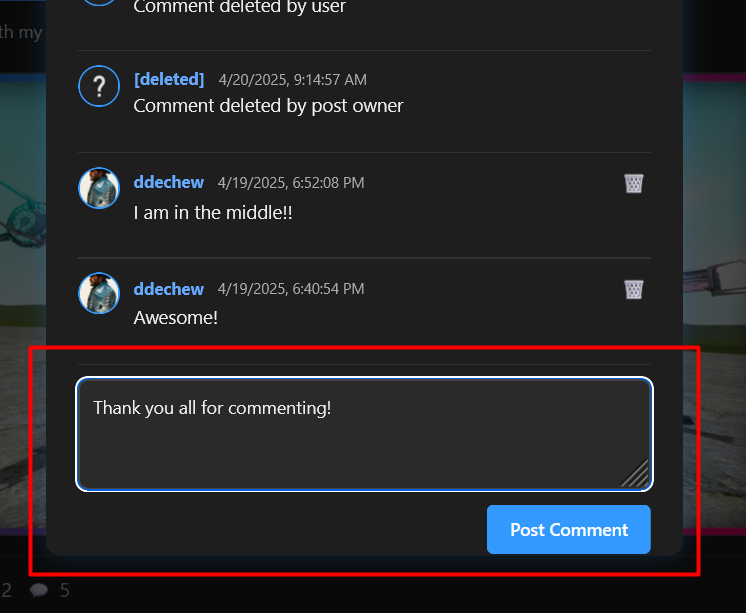 Comment deleted by user
th my
[deleted] 4/20/2025, 9:14:57 AM
?
Comment deleted by post owner
ddechew 4/19/2025, 6:52:08 PM
I am in the middle!!
ddechew 4/19/2025, 6:40:54 PM
Awesome!
Thank you all for commenting!
Post Comment
2 5